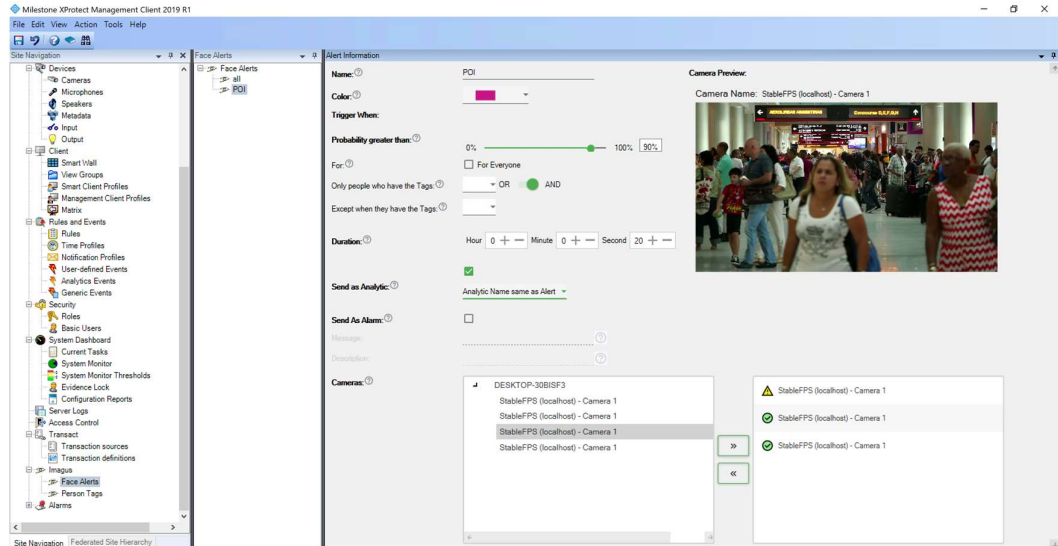 Milestone XProtect Management Client 2019 R1
File Edit View Action Tools Help
Site Navigation
Devices
Cameras
Microphones
Speakers
Metadata
Input
Output
Client
Smart Wall
View Groups
Smart Client Profiles
Management Client Profiles
Matrix
Rules and Events
Rules
Time Profiles
Notification Profiles
User-defined Events
Analytics Events
Generic Events
Security
Roles
Basic Users
System Dashboard
Current Tasks
System Monitor
System Monitor Thresholds
Evidence Lock
Configuration Reports
Server Logs
Access Control
Transact
Transaction sources
Transaction definitions
Imagus
Face Alerts
Person Tags
Alarms
Site Navigation Federated Site Hierarchy
Face Alerts
Face Alerts
all
POI
Alert Information
Name: POI
Color:
Trigger When:
Probability greater than: 0% 100% 90%
For: For Everyone
Only people who have the Tags: OR AND
Except when they have the Tags:
Duration: Hour 0 + − Minute 0 + − Second 20 + −
Send as Analytic:
Analytic Name same as Alert
Send As Alarm:
Message:
Description:
Cameras:
DESKTOP-30BISF3
StableFPS (localhost) - Camera 1
StableFPS (localhost) - Camera 1
StableFPS (localhost) - Camera 1
StableFPS (localhost) - Camera 1
»
«
StableFPS (localhost) - Camera 1
StableFPS (localhost) - Camera 1
StableFPS (localhost) - Camera 1
Camera Preview:
Camera Name: StableFPS (localhost) - Camera 1
AEROLINEAS ARGENTINAS
Concourse D,E,F,G,H